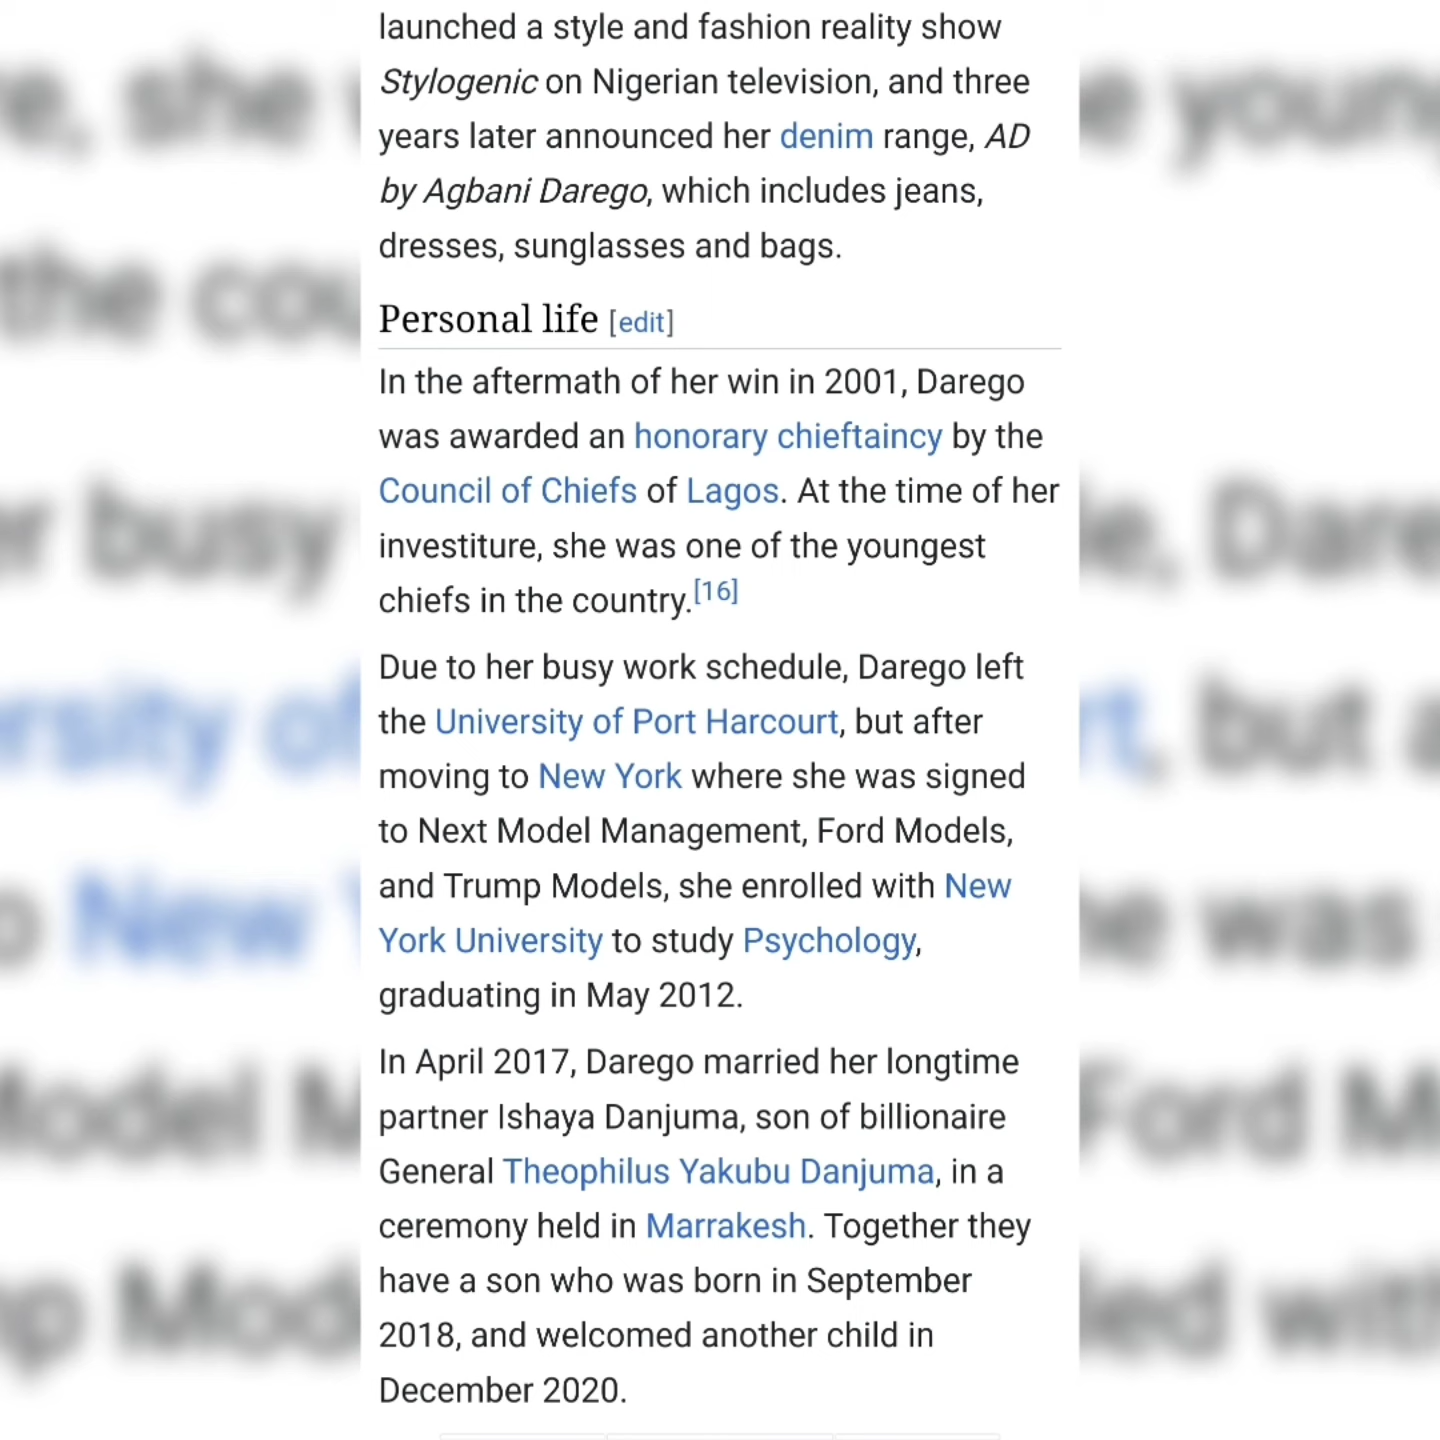 launched a style and fashion reality show
Stylogenic on Nigerian television, and three
years later announced her denim range, AD
by Agbani Darego, which includes jeans,
dresses, sunglasses and bags.
Personal life [edit]
In the aftermath of her win in 2001, Darego
was awarded an honorary chieftaincy by the
Council of Chiefs of Lagos. At the time of her
investiture, she was one of the youngest
chiefs in the country.[16]
Due to her busy work schedule, Darego left
the University of Port Harcourt, but after
moving to New York where she was signed
to Next Model Management, Ford Models,
and Trump Models, she enrolled with New
York University to study Psychology,
graduating in May 2012.
In April 2017, Darego married her longtime
partner Ishaya Danjuma, son of billionaire
General Theophilus Yakubu Danjuma, in a
ceremony held in Marrakesh. Together they
have a son who was born in September
2018, and welcomed another child in
December 2020.